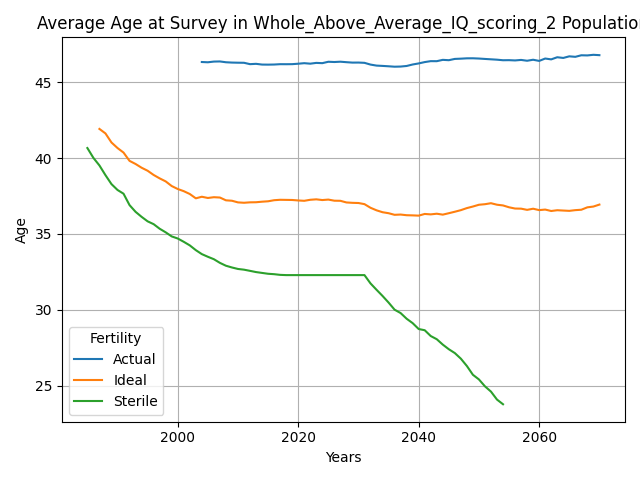 Average Age at Survey in Whole_Above_Average_IQ_scoring_2 Population
Age
45
40
35
30
25
Fertility
Actual
Ideal
Sterile
2000 2020 2040 2060
Years